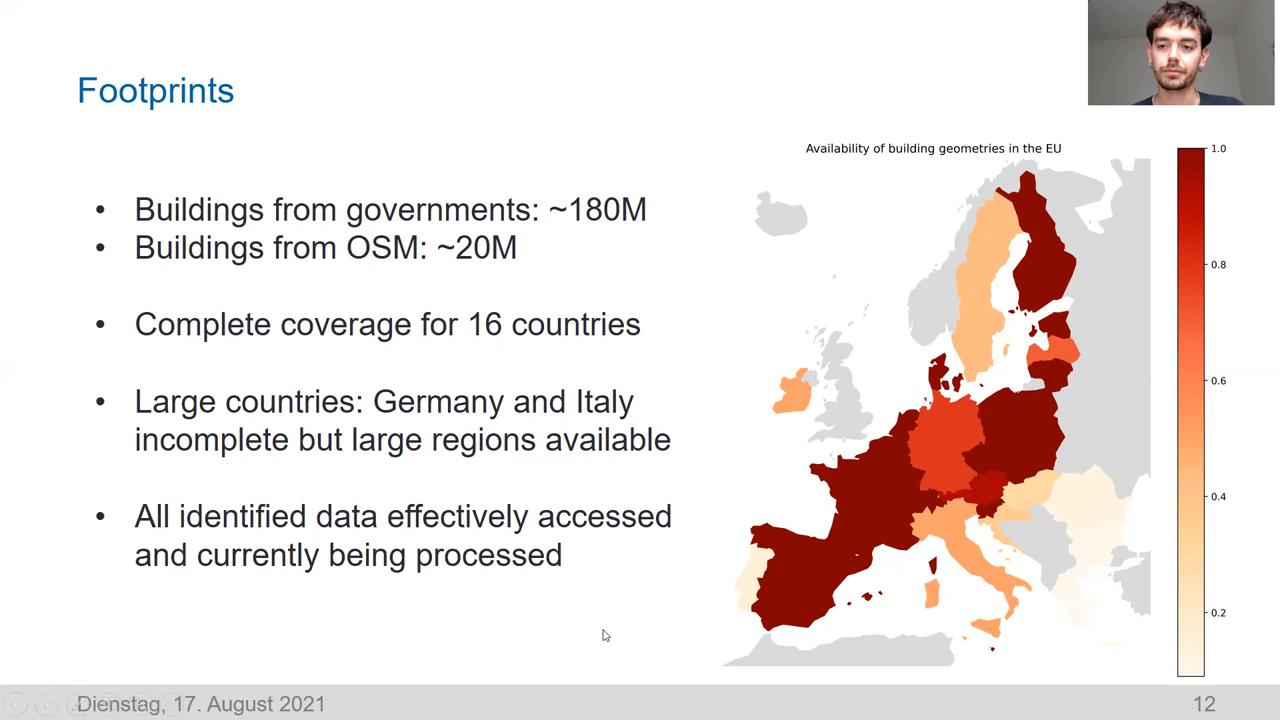 Footprints
• Buildings from governments: ~180M
• Buildings from OSM: ~20M
• Complete coverage for 16 countries
• Large countries: Germany and Italy
incomplete but large regions available
• All identified data effectively accessed
and currently being processed
Availability of building geometries in the EU
1.0
0.8
0.6
0.4
0.2
Dienstag, 17. August 2021
12